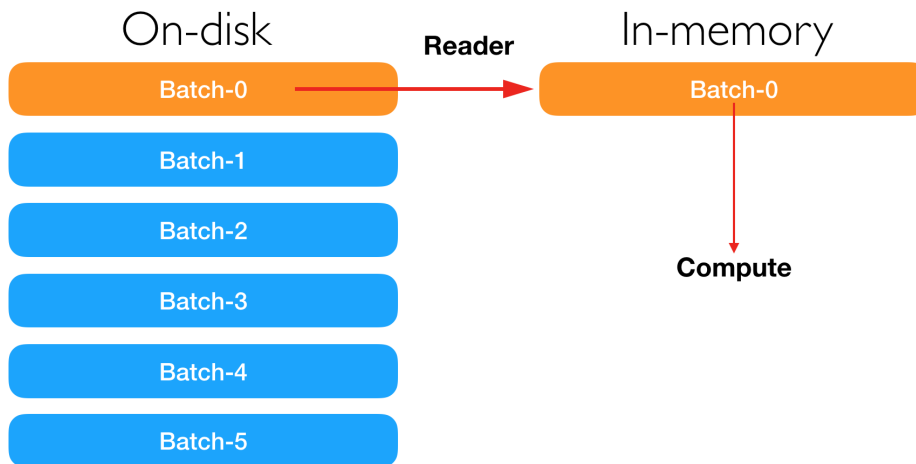 On-disk
Reader
In-memory
Batch-0
Batch-0
Batch-1
Batch-2
Batch-3
Compute
Batch-4
Batch-5